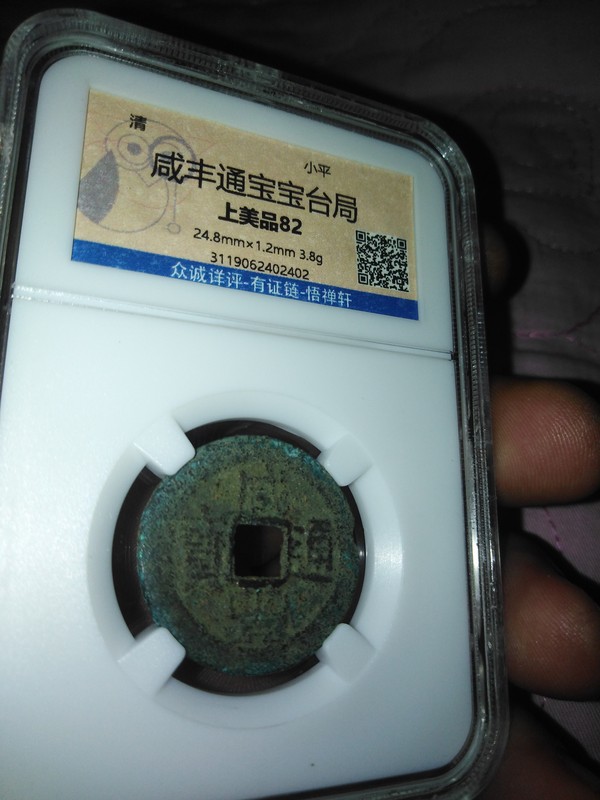 清
小平
咸丰通宝宝台局
上美品82
24.8mm×1.2mm 3.8g
3119062402402
众诚详评-有证链-悟禅轩
通